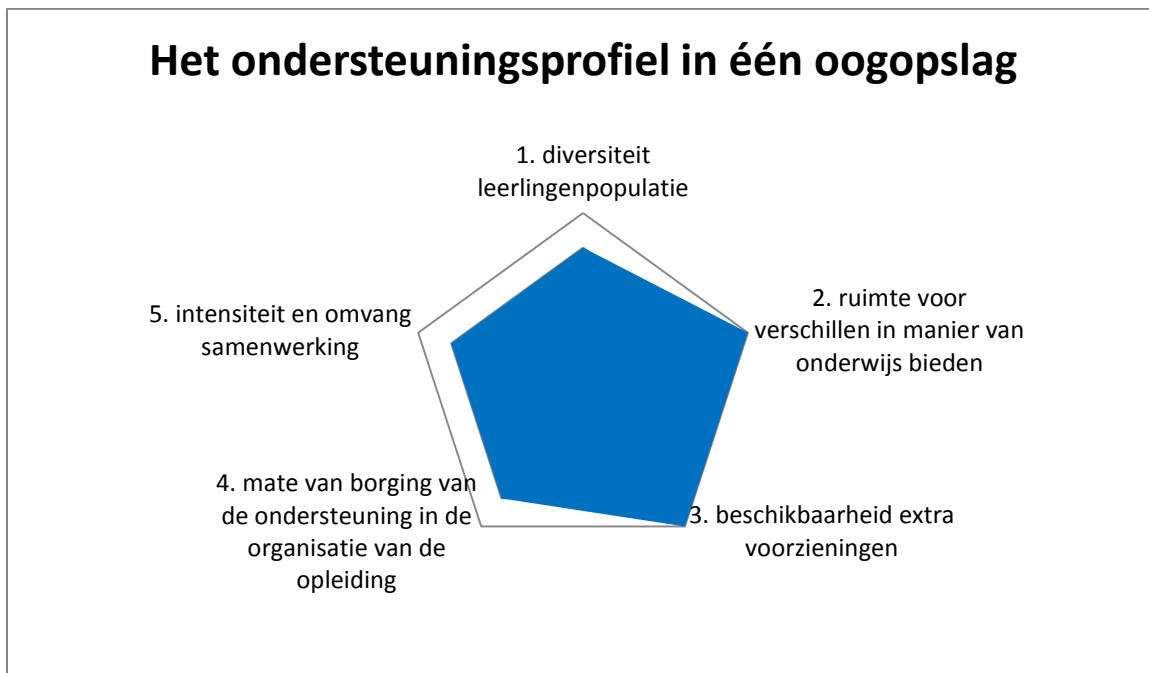 Het ondersteuningsprofiel in één oogopslag
1. diversiteit
leerlingenpopulatie
2. ruimte voor
verschillen in manier van
onderwijs bieden
3. beschikbaarheid extra
voorzieningen
4. mate van borging van
de ondersteuning in de
organisatie van de
opleiding
5. intensiteit en omvang
samenwerking